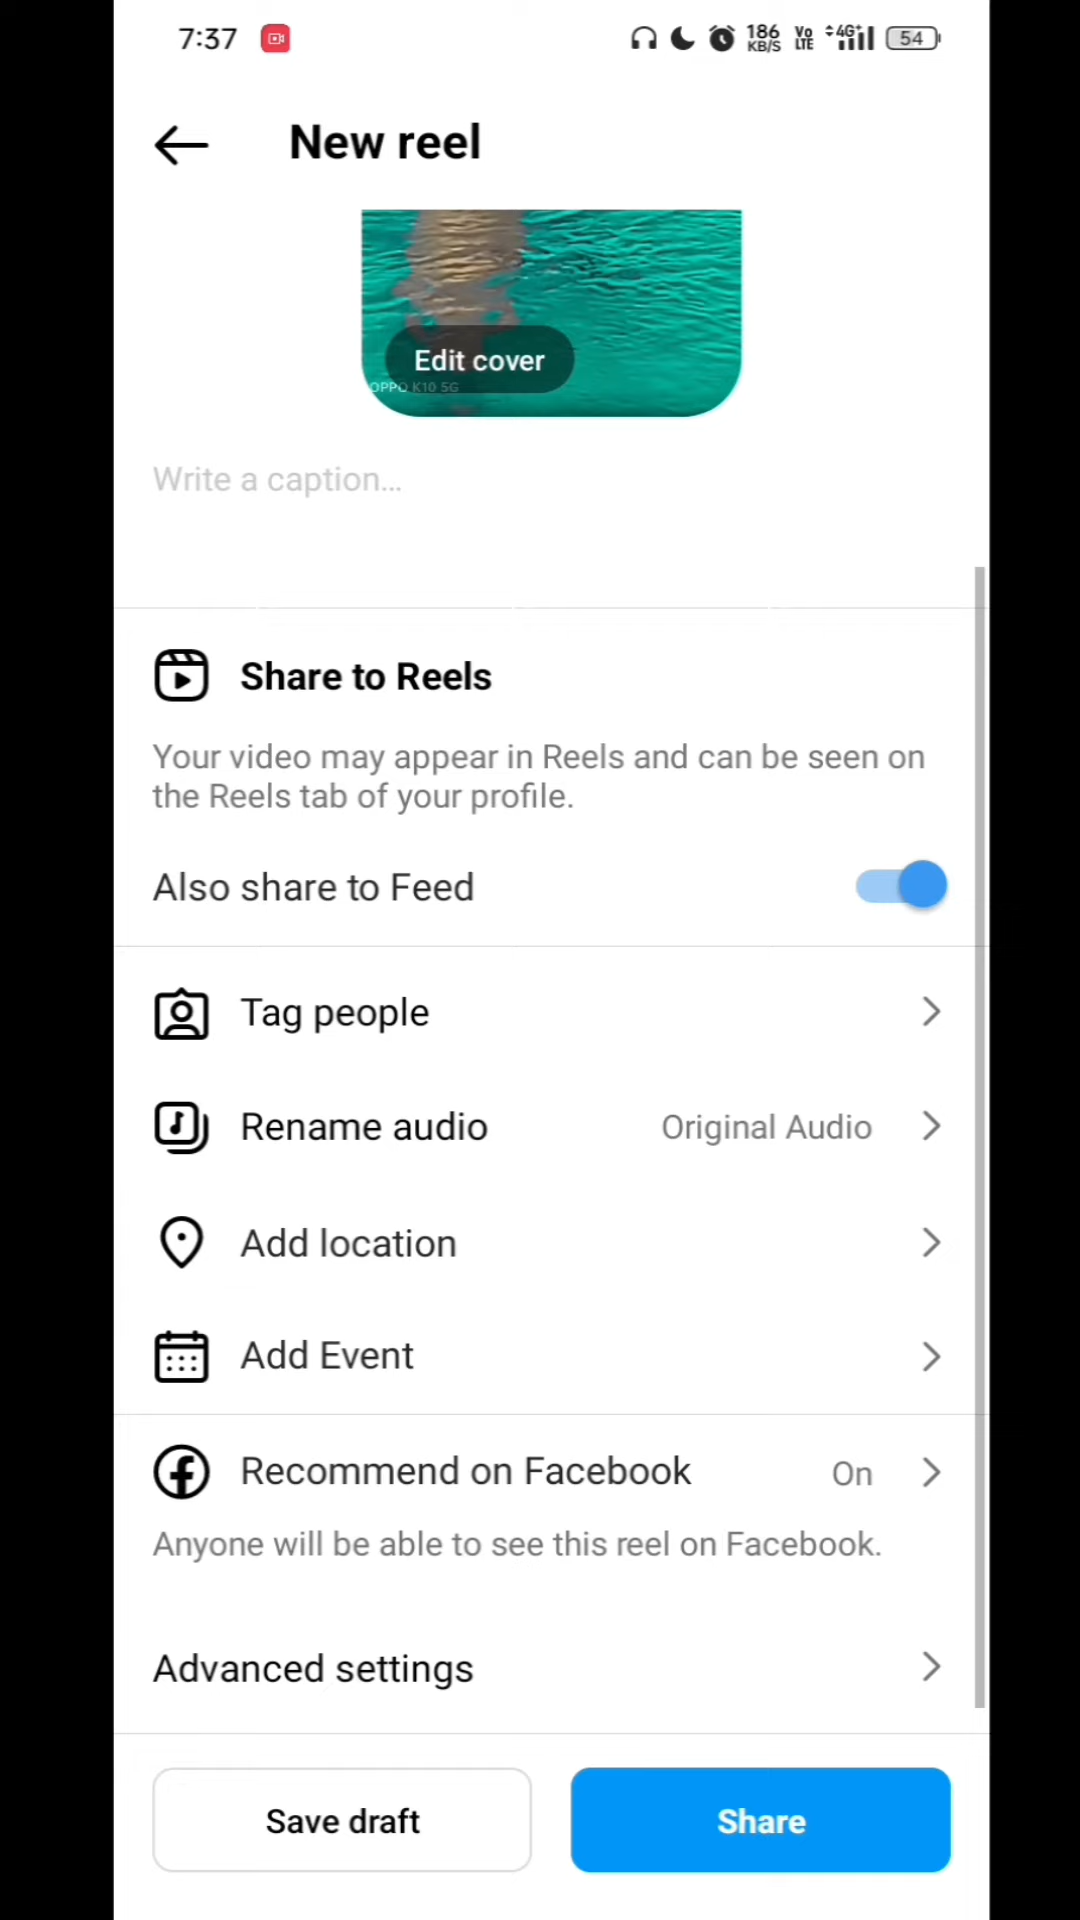 7:37 186 KB/S Vo LTE 4G+ 54
New reel
Edit cover
OPPO K10 5G
Write a caption...
Share to Reels
Your video may appear in Reels and can be seen on
the Reels tab of your profile.
Also share to Feed
Tag people
Rename audio Original Audio
Add location
Add Event
Recommend on Facebook On
Anyone will be able to see this reel on Facebook.
Advanced settings
Save draft Share